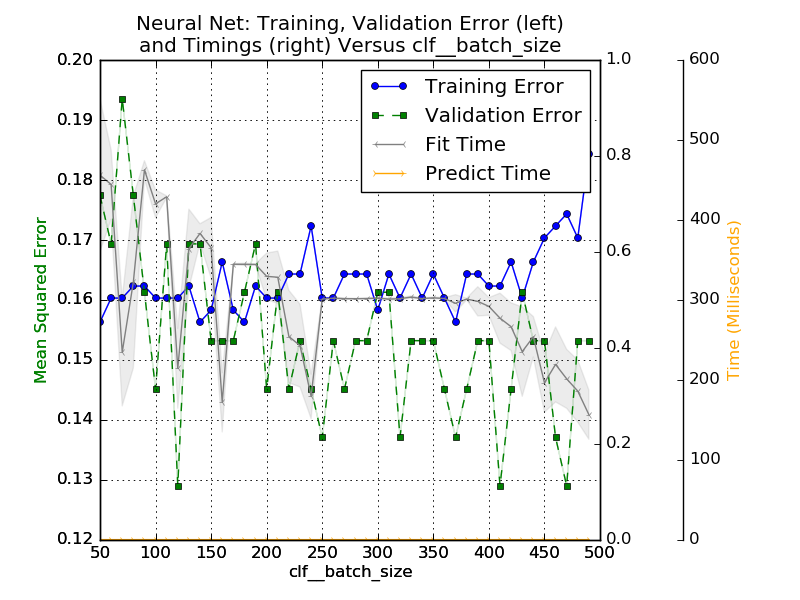 Neural Net: Training, Validation Error (left)
and Timings (right) Versus clf__batch_size
Training Error
Validation Error
Fit Time
Predict Time
Mean Squared Error
0.20
0.19
0.18
0.17
0.16
0.15
0.14
0.13
0.12
1.0
0.8
0.6
0.4
0.2
0.0
600
500
400
300
200
100
0
Time (Milliseconds)
50 100 150 200 250 300 350 400 450 500
clf__batch_size